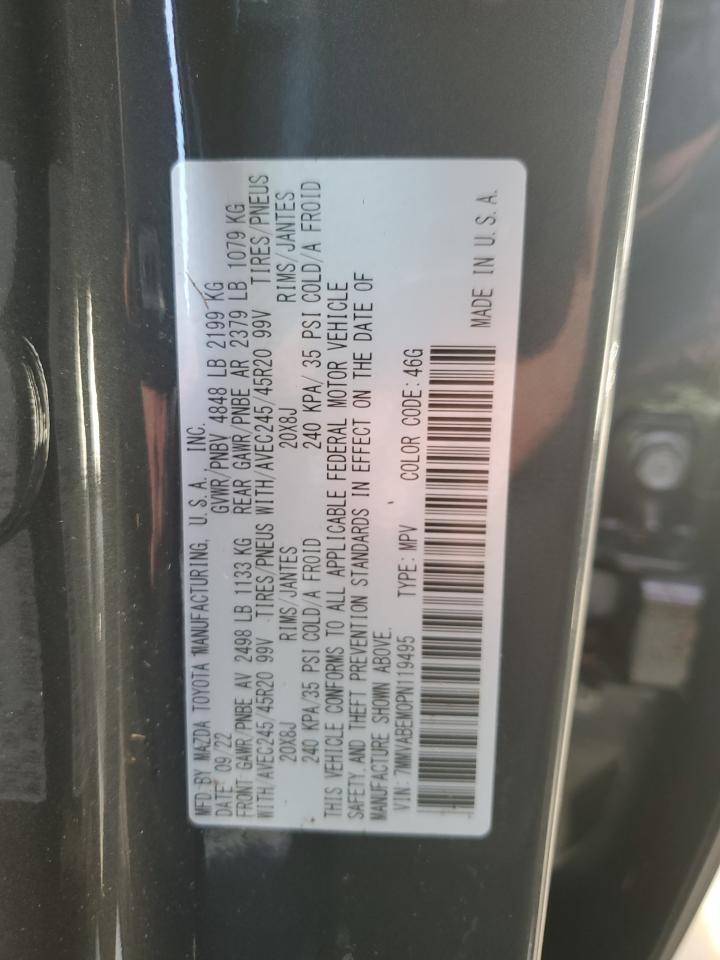 MFD. BY MAZDA TOYOTA MANUFACTURING, U. S. A., INC.
DATE 09/22 GVWR/PNBV 4848 LB 2199 KG
FRONT GAWR/PNBE AV 2498 LB 1133 KG REAR GAWR/PNBE AR 2379 LB 1079 KG
WITH/AVEC245/45R20 99V TIRES/PNEUS WITH/AVEC245/45R20 99V TIRES/PNEUS
20X8J RIMS/JANTES 20X8J RIMS/JANTES
240 KPA/35 PSI COLD/A FROID 240 KPA/35 PSI COLD/A FROID
THIS VEHICLE CONFORMS TO ALL APPLICABLE FEDERAL MOTOR VEHICLE
SAFETY AND THEFT PREVENTION STANDARDS IN EFFECT ON THE DATE OF
MANUFACTURE SHOWN ABOVE.
VIN:7MMVABEM0PN119495 TYPE:MPV COLOR CODE:46G
MADE IN U. S. A.